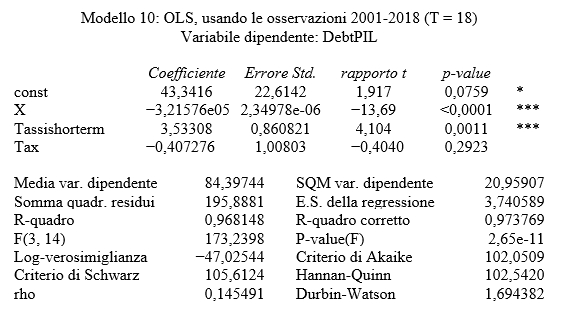 Modello 10: OLS, usando le osservazioni 2001-2018 (T = 18)
Variabile dipendente: DebtPIL
Coefficiente Errore Std. rapporto t p-value
const 43,3416 22,6142 1,917 0,0759 *
X −3,21576e05 2,34978e-06 −13,69 <0,0001 ***
Tassishorterm 3,53308 0,860821 4,104 0,0011 ***
Tax −0,407276 1,00803 −0,4040 0,2923
Media var. dipendente 84,39744 SQM var. dipendente 20,95907
Somma quadr. residui 195,8881 E.S. della regressione 3,740589
R-quadro 0,968148 R-quadro corretto 0,973769
F(3, 14) 173,2398 P-value(F) 2,65e-11
Log-verosimiglianza −47,02544 Criterio di Akaike 102,0509
Criterio di Schwarz 105,6124 Hannan-Quinn 102,5420
rho 0,145491 Durbin-Watson 1,694382